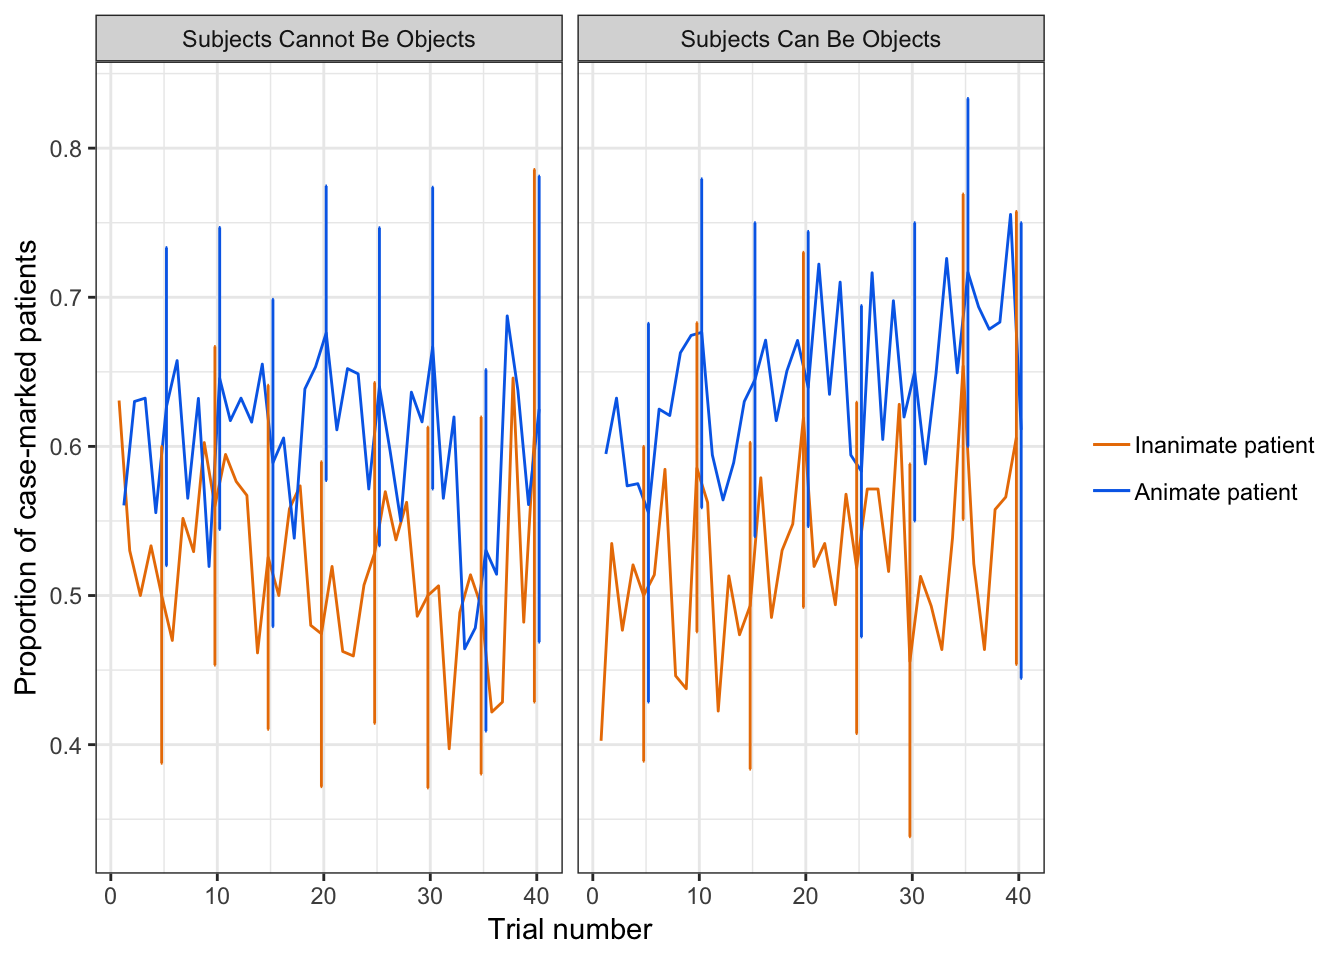 Subjects Cannot Be Objects
Subjects Can Be Objects
Proportion of case-marked patients
0.8
0.7
0.6
0.5
0.4
0 10 20 30 40
0 10 20 30 40
Trial number
Inanimate patient
Animate patient